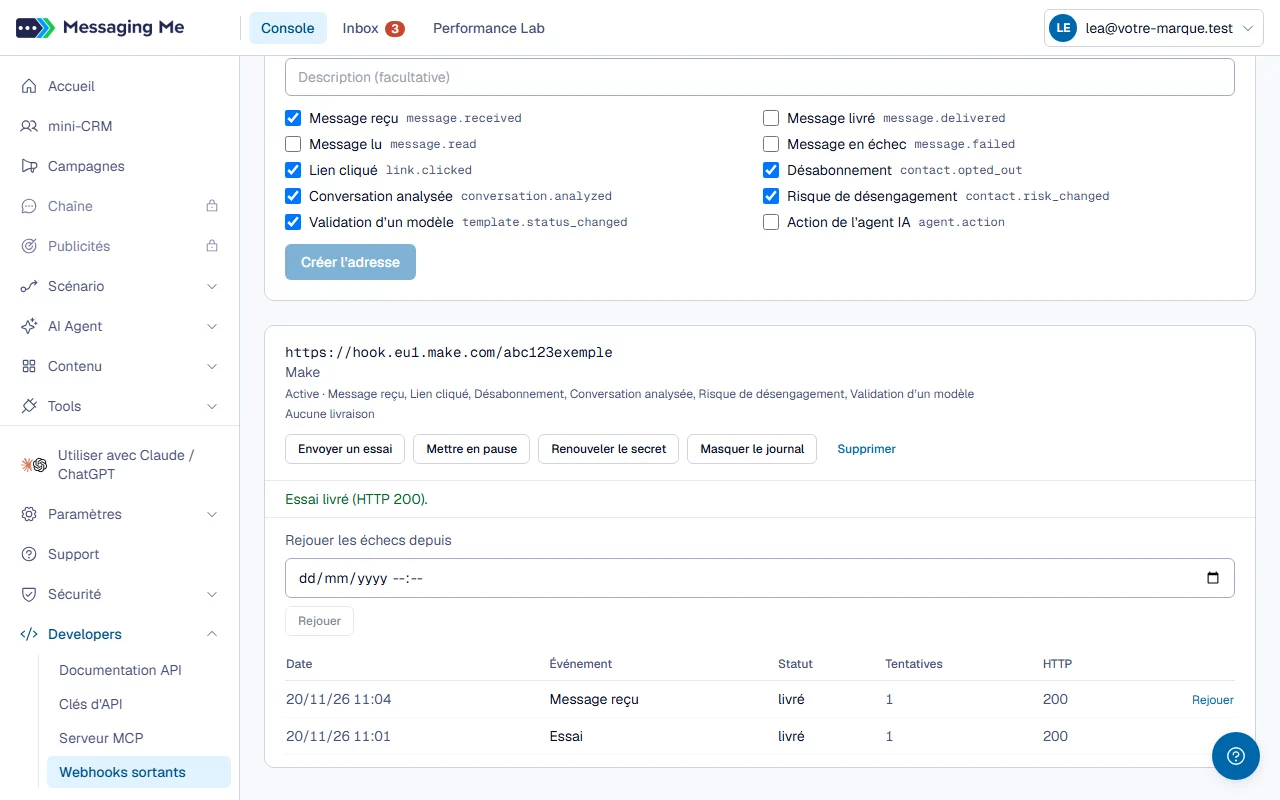 Messaging Me
Console
Inbox 3
Performance Lab
LE lea@votre-marque.test
Accueil
mini-CRM
Campagnes
Chaîne
Publicités
Scénario
AI Agent
Contenu
Tools
Utiliser avec Claude /
ChatGPT
Paramètres
Support
Sécurité
</> Developers
Documentation API
Clés d'API
Serveur MCP
Webhooks sortants
Description (facultative)
Message reçu message.received
Message livré message.delivered
Message lu message.read
Message en échec message.failed
Lien cliqué link.clicked
Désabonnement contact.opted_out
Conversation analysée conversation.analyzed
Risque de désengagement contact.risk_changed
Validation d'un modèle template.status_changed
Action de l'agent IA agent.action
Créer l'adresse
https://hook.eu1.make.com/abc123exemple
Make
Active · Message reçu, Lien cliqué, Désabonnement, Conversation analysée, Risque de désengagement, Validation d'un modèle
Aucune livraison
Envoyer un essai
Mettre en pause
Renouveler le secret
Masquer le journal
Supprimer
Essai livré (HTTP 200).
Rejouer les échecs depuis
dd/mm/yyyy --:--
Rejouer
Date Événement Statut Tentatives HTTP
20/11/26 11:04 Message reçu livré 1 200 Rejouer
20/11/26 11:01 Essai livré 1 200